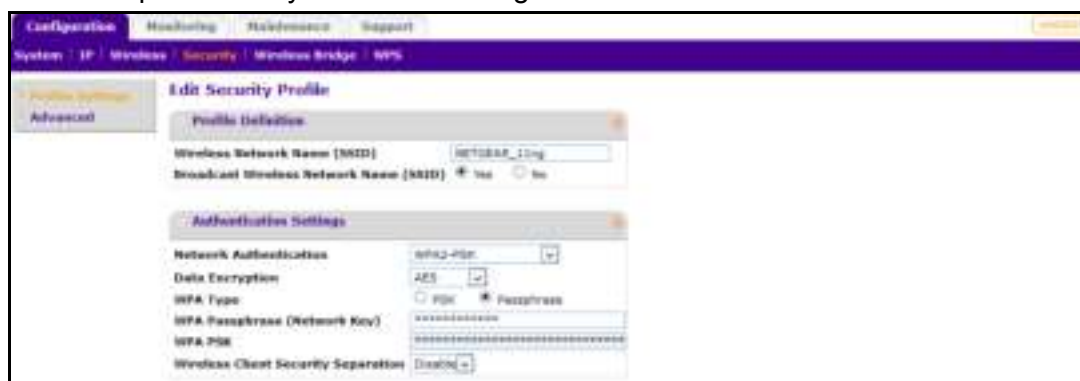 Configuration Monitoring Maintenance Support
System IP Wireless Security Wireless Bridge WPS
Profile Settings
Advanced
Edit Security Profile
Profile Definition
Wireless Network Name (SSID) NETGEAR_11ng
Broadcast Wireless Network Name (SSID) Yes No
Authentication Settings
Network Authentication WPA2-PSK
Data Encryption AES
WPA Type PSK Passphrase
WPA Passphrase (Network Key)
WPA PSK
Wireless Client Security Separation Disable